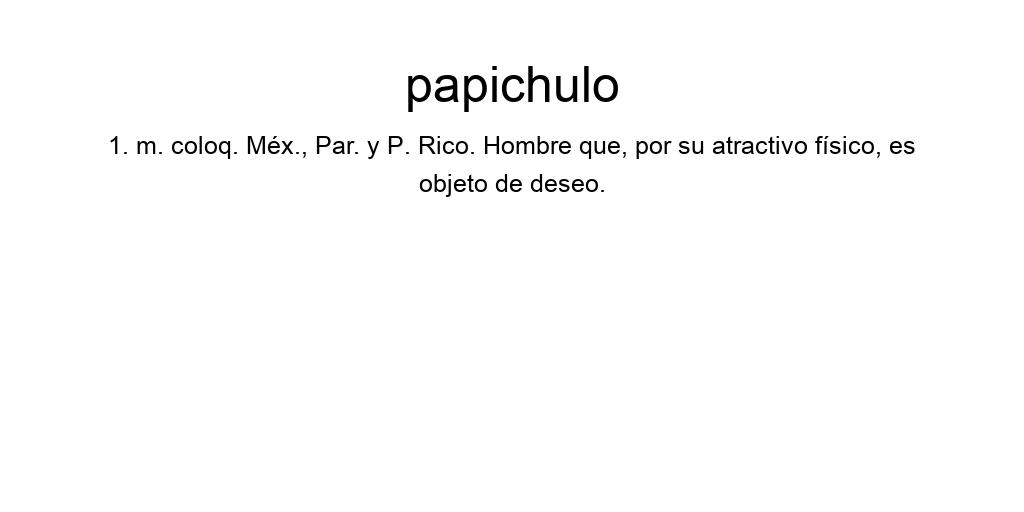 papichulo
1. m. coloq. Méx., Par. y P. Rico. Hombre que, por su atractivo físico, es
objeto de deseo.